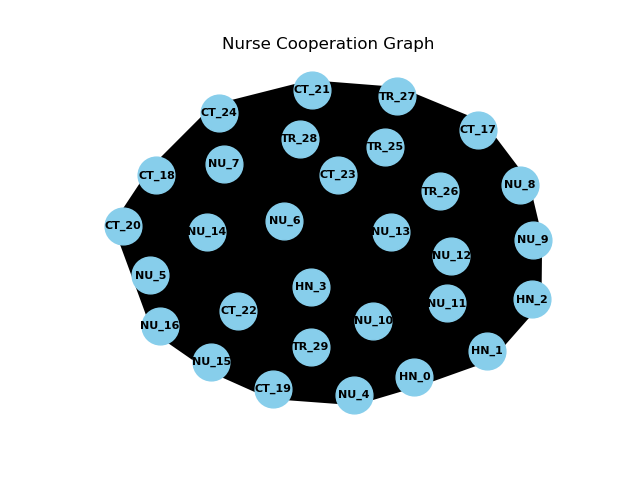 Nurse Cooperation Graph
CT_21
TR_27
CT_24
CT_17
TR_28
TR_25
NU_7
CT_18
CT_23
NU_8
TR_26
NU_6
CT_20
NU_14
NU_13
NU_9
NU_12
NU_5
HN_3
HN_2
NU_11
CT_22
NU_10
NU_16
TR_29
HN_1
NU_15
HN_0
CT_19
NU_4